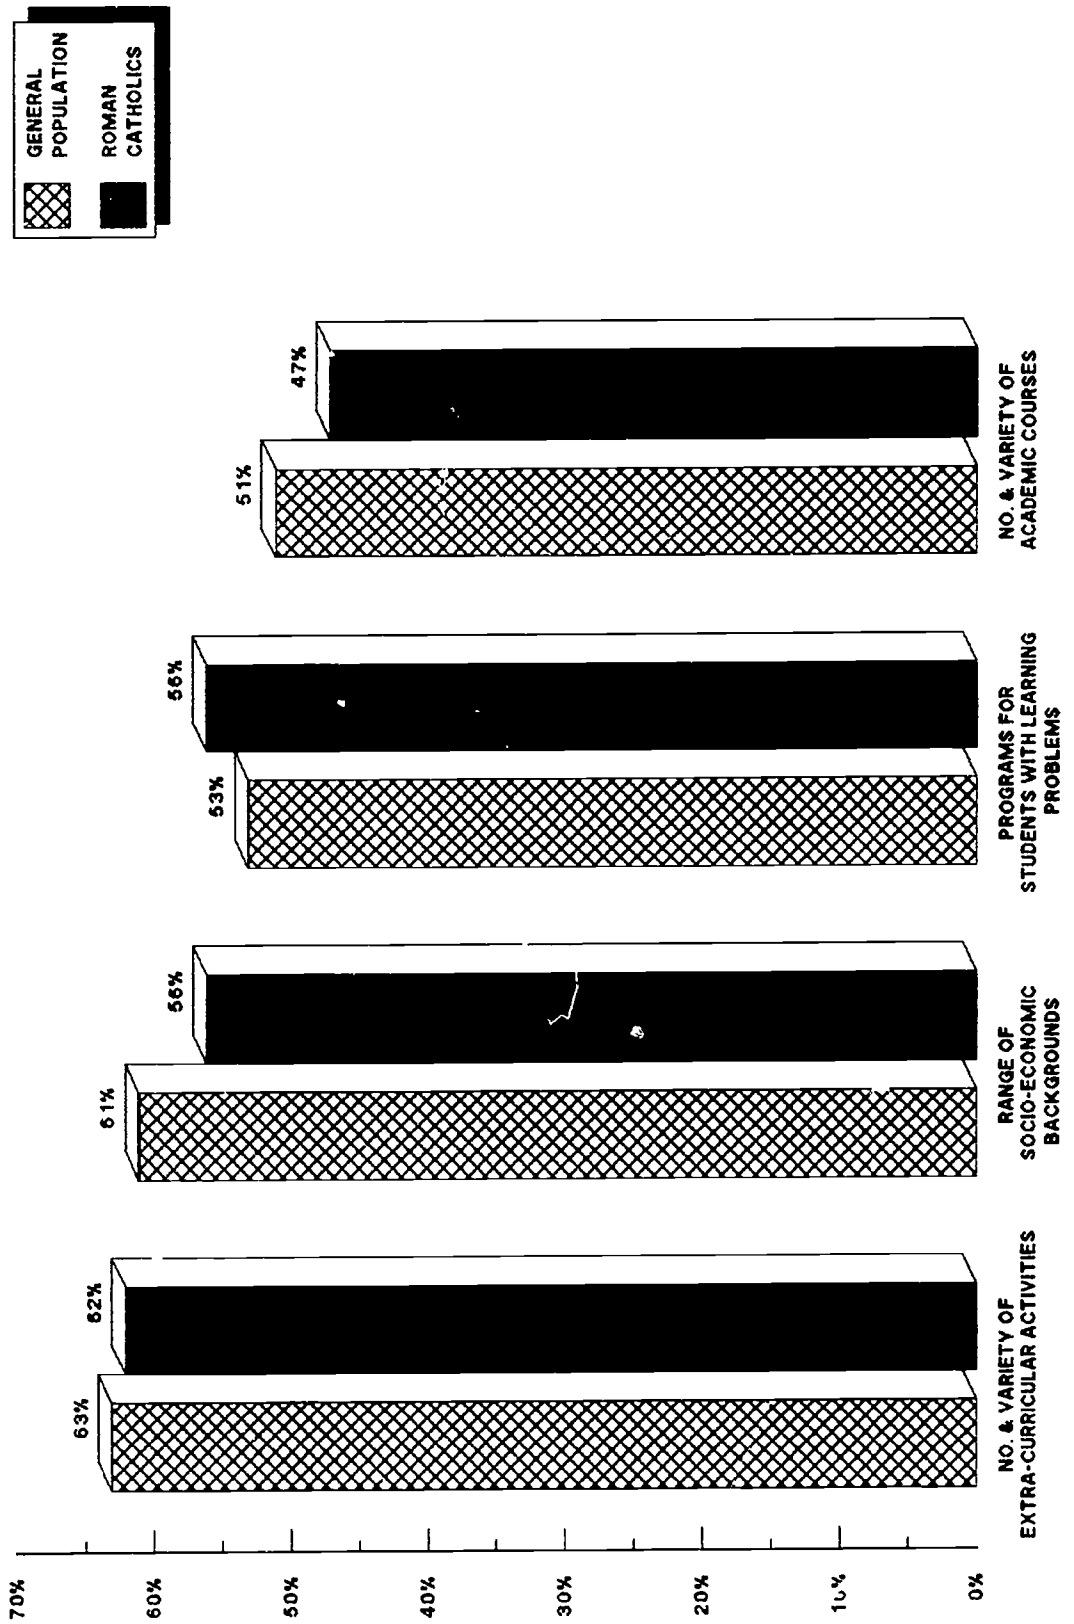 GENERAL
POPULATION
ROMAN
CATHOLICS
70%
60%
50%
40%
30%
20%
10%
0%
63%
62%
61%
56%
53%
56%
51%
47%
NO. & VARIETY OF
EXTRA-CURRICULAR ACTIVITIES
RANGE OF
SOCIO-ECONOMIC
BACKGROUNDS
PROGRAMS FOR
STUDENTS WITH LEARNING
PROBLEMS
NO. & VARIETY OF
ACADEMIC COURSES